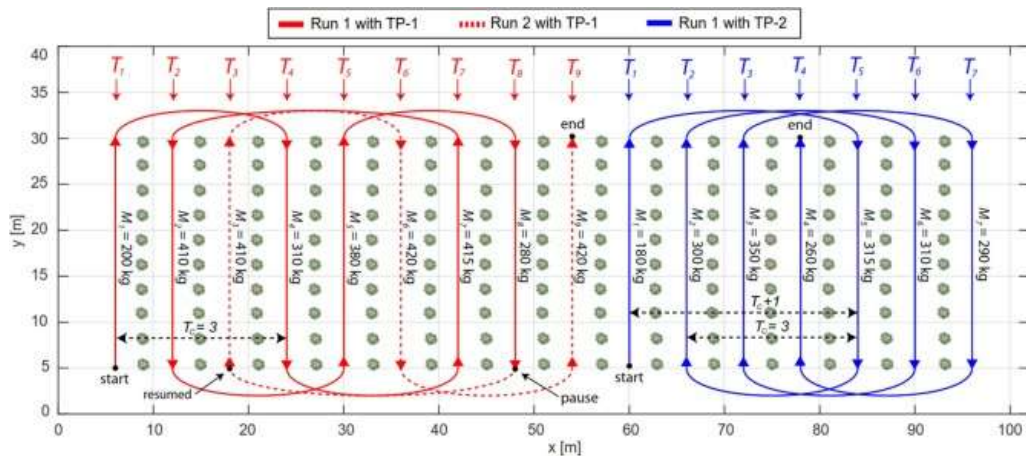 Run 1 with TP-1 Run 2 with TP-1 Run 1 with TP-2
40
35
30
25
20
15
10
5
0
y [m]
T1 T2 T3 T4 T5 T6 T7 T8 T9 T1 T2 T3 T4 T5 T6 T7
end end
M1 = 200 kg
M2 = 410 kg
M3 = 410 kg
M4 = 310 kg
M5 = 380 kg
M6 = 420 kg
M7 = 415 kg
M8 = 280 kg
M9 = 420 kg
M1 = 180 kg
M2 = 300 kg
M3 = 350 kg
M4 = 260 kg
M5 = 315 kg
M6 = 310 kg
M7 = 290 kg
Tc+1
Tc= 3 Tc= 3
start resumed pause start
0 10 20 30 40 50 60 70 80 90 100
x [m]